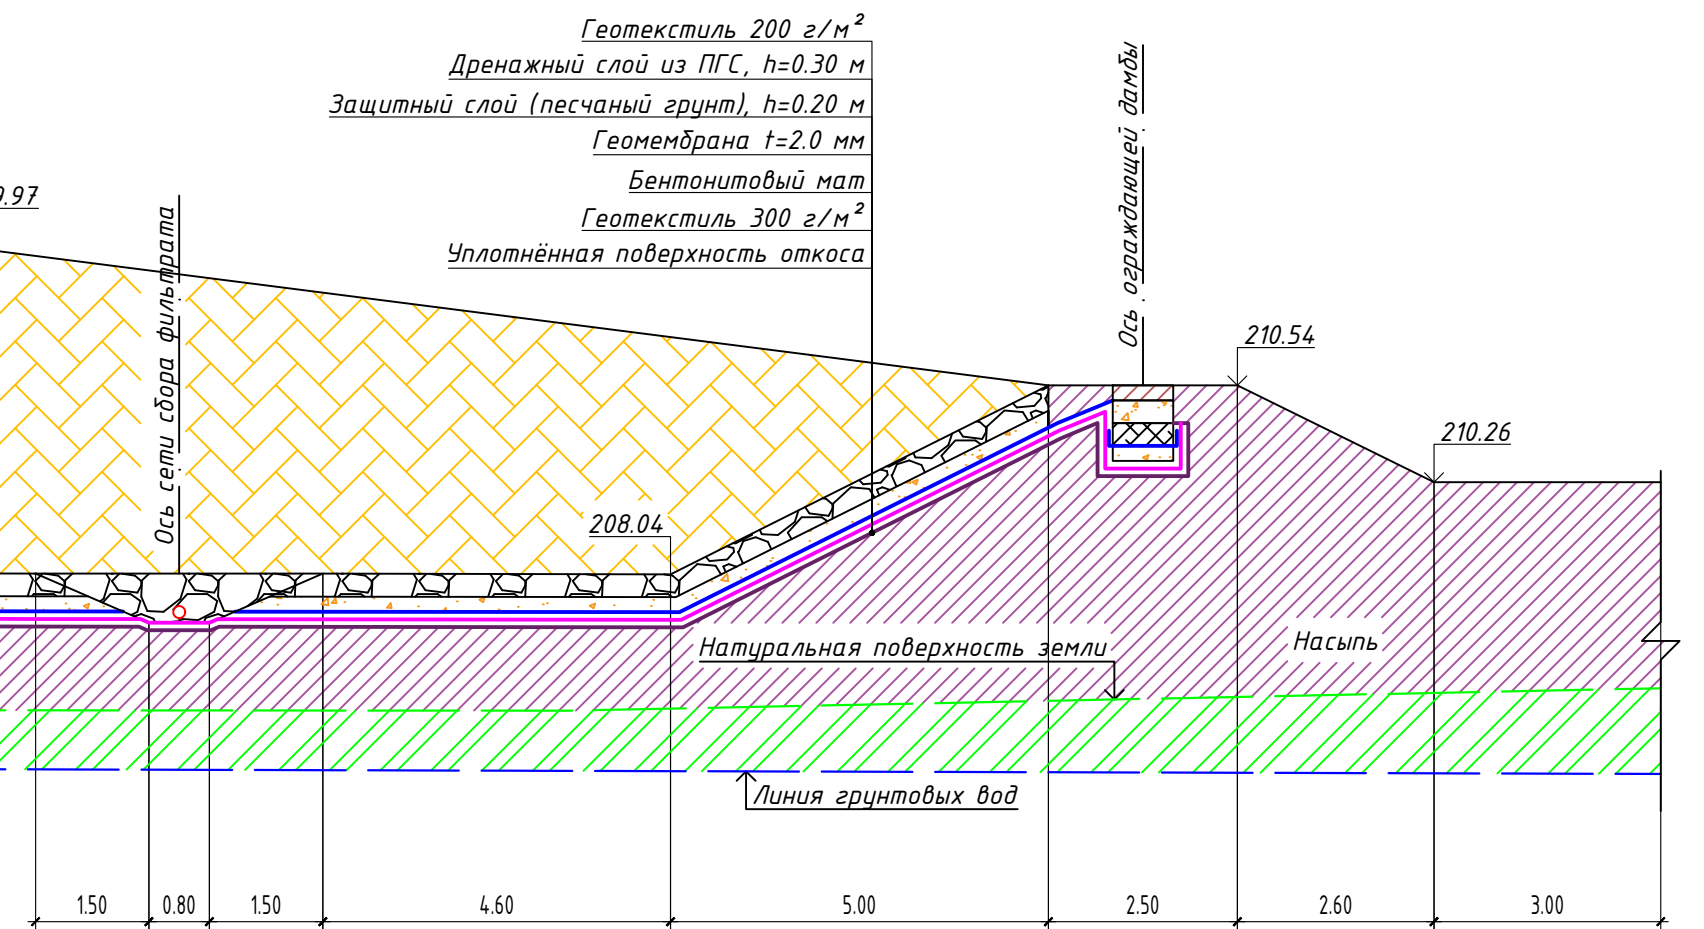 Геотекстиль 200 г/м²
Дренажный слой из ПГС, h=0.30 м
Защитный слой (песчаный грунт), h=0.20 м
Геомембрана t=2.0 мм
Бентонитовый мат
Геотекстиль 300 г/м²
Уплотнённая поверхность откоса
Ось ограждающей дамбы
9.97
Ось сети сбора фильтрата
210.54
210.26
208.04
Натуральная поверхность земли
Насыпь
Линия грунтовых вод
1.50 0.80 1.50 4.60 5.00 2.50 2.60 3.00